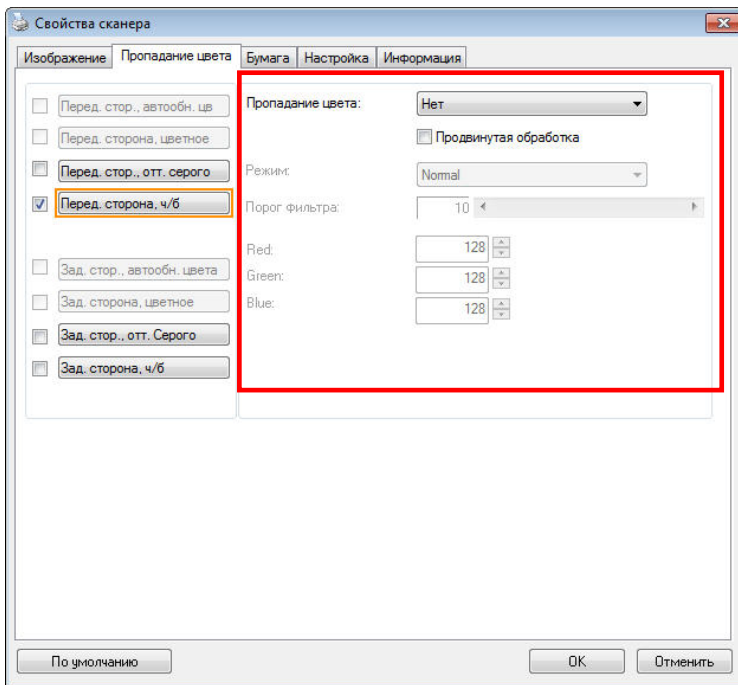 Свойства сканера
Изображение Пропадание цвета Бумага Настройка Информация
Перед. стор., автообн. цв
Перед. сторона, цветное
Перед. стор., отт. серого
Перед. сторона, ч/б
Зад. стор., автообн. цвета
Зад. сторона, цветное
Зад. стор., отт. Серого
Зад. сторона, ч/б
Пропадание цвета: Нет
Продвинутая обработка
Режим: Normal
Порог фильтра: 10
Red: 128
Green: 128
Blue: 128
По умолчанию OK Отменить